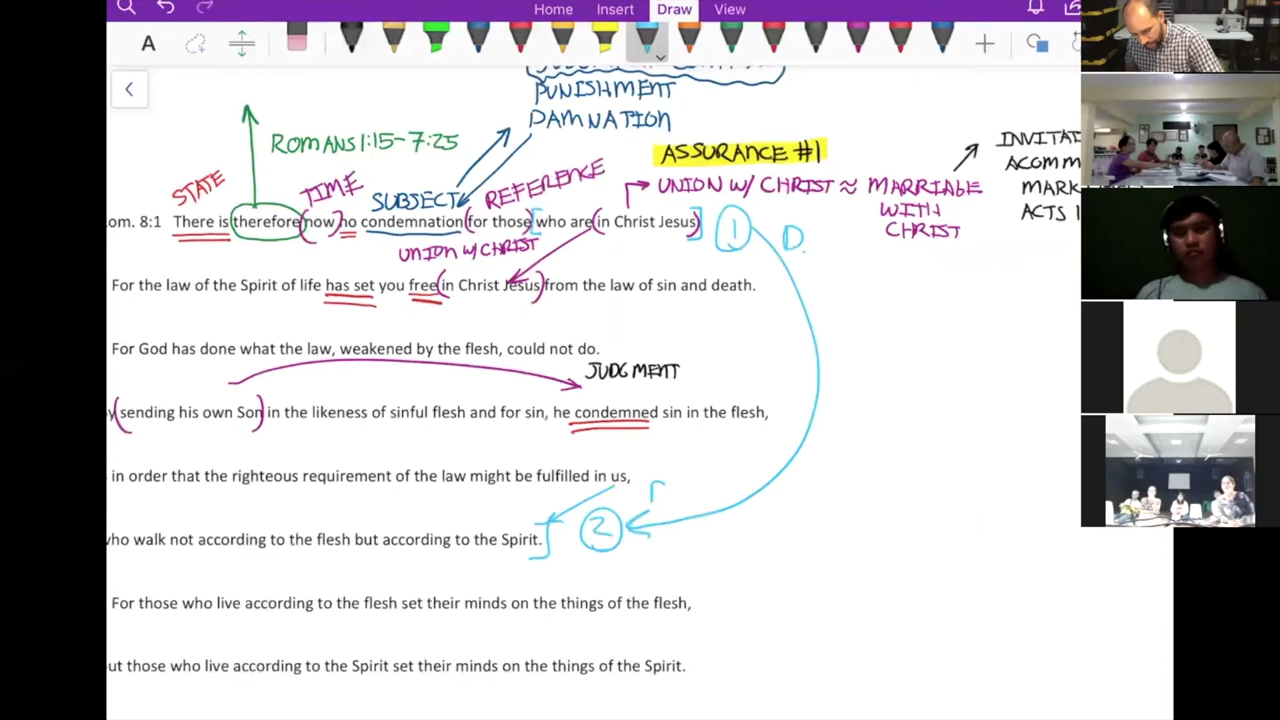 Home Insert Draw View
A
PUNISHMENT
DAMNATION
ROMANS 1:15-7:25
ASSURANCE #1
INVITA
ACOMM
MARK
ACTS 1
STATE
TIME
SUBJECT
REFERENCE
UNION W/ CHRIST ≈ MARRIAGE
WITH
CHRIST
om. 8:1 There is therefore now no condemnation for those who are in Christ Jesus
1
D.
UNION W/ CHRIST
For the law of the Spirit of life has set you free in Christ Jesus from the law of sin and death.
For God has done what the law, weakened by the flesh, could not do.
JUDGMENT
y sending his own Son in the likeness of sinful flesh and for sin, he condemned sin in the flesh,
in order that the righteous requirement of the law might be fulfilled in us,
2
who walk not according to the flesh but according to the Spirit.
For those who live according to the flesh set their minds on the things of the flesh,
ut those who live according to the Spirit set their minds on the things of the Spirit.